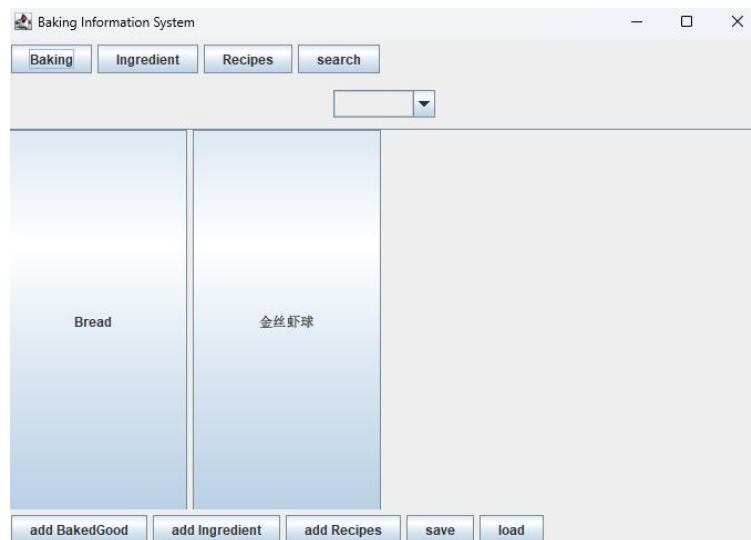 Baking Information System
Baking Ingredient Recipes search
Bread 金丝虾球
add BakedGood add Ingredient add Recipes save load